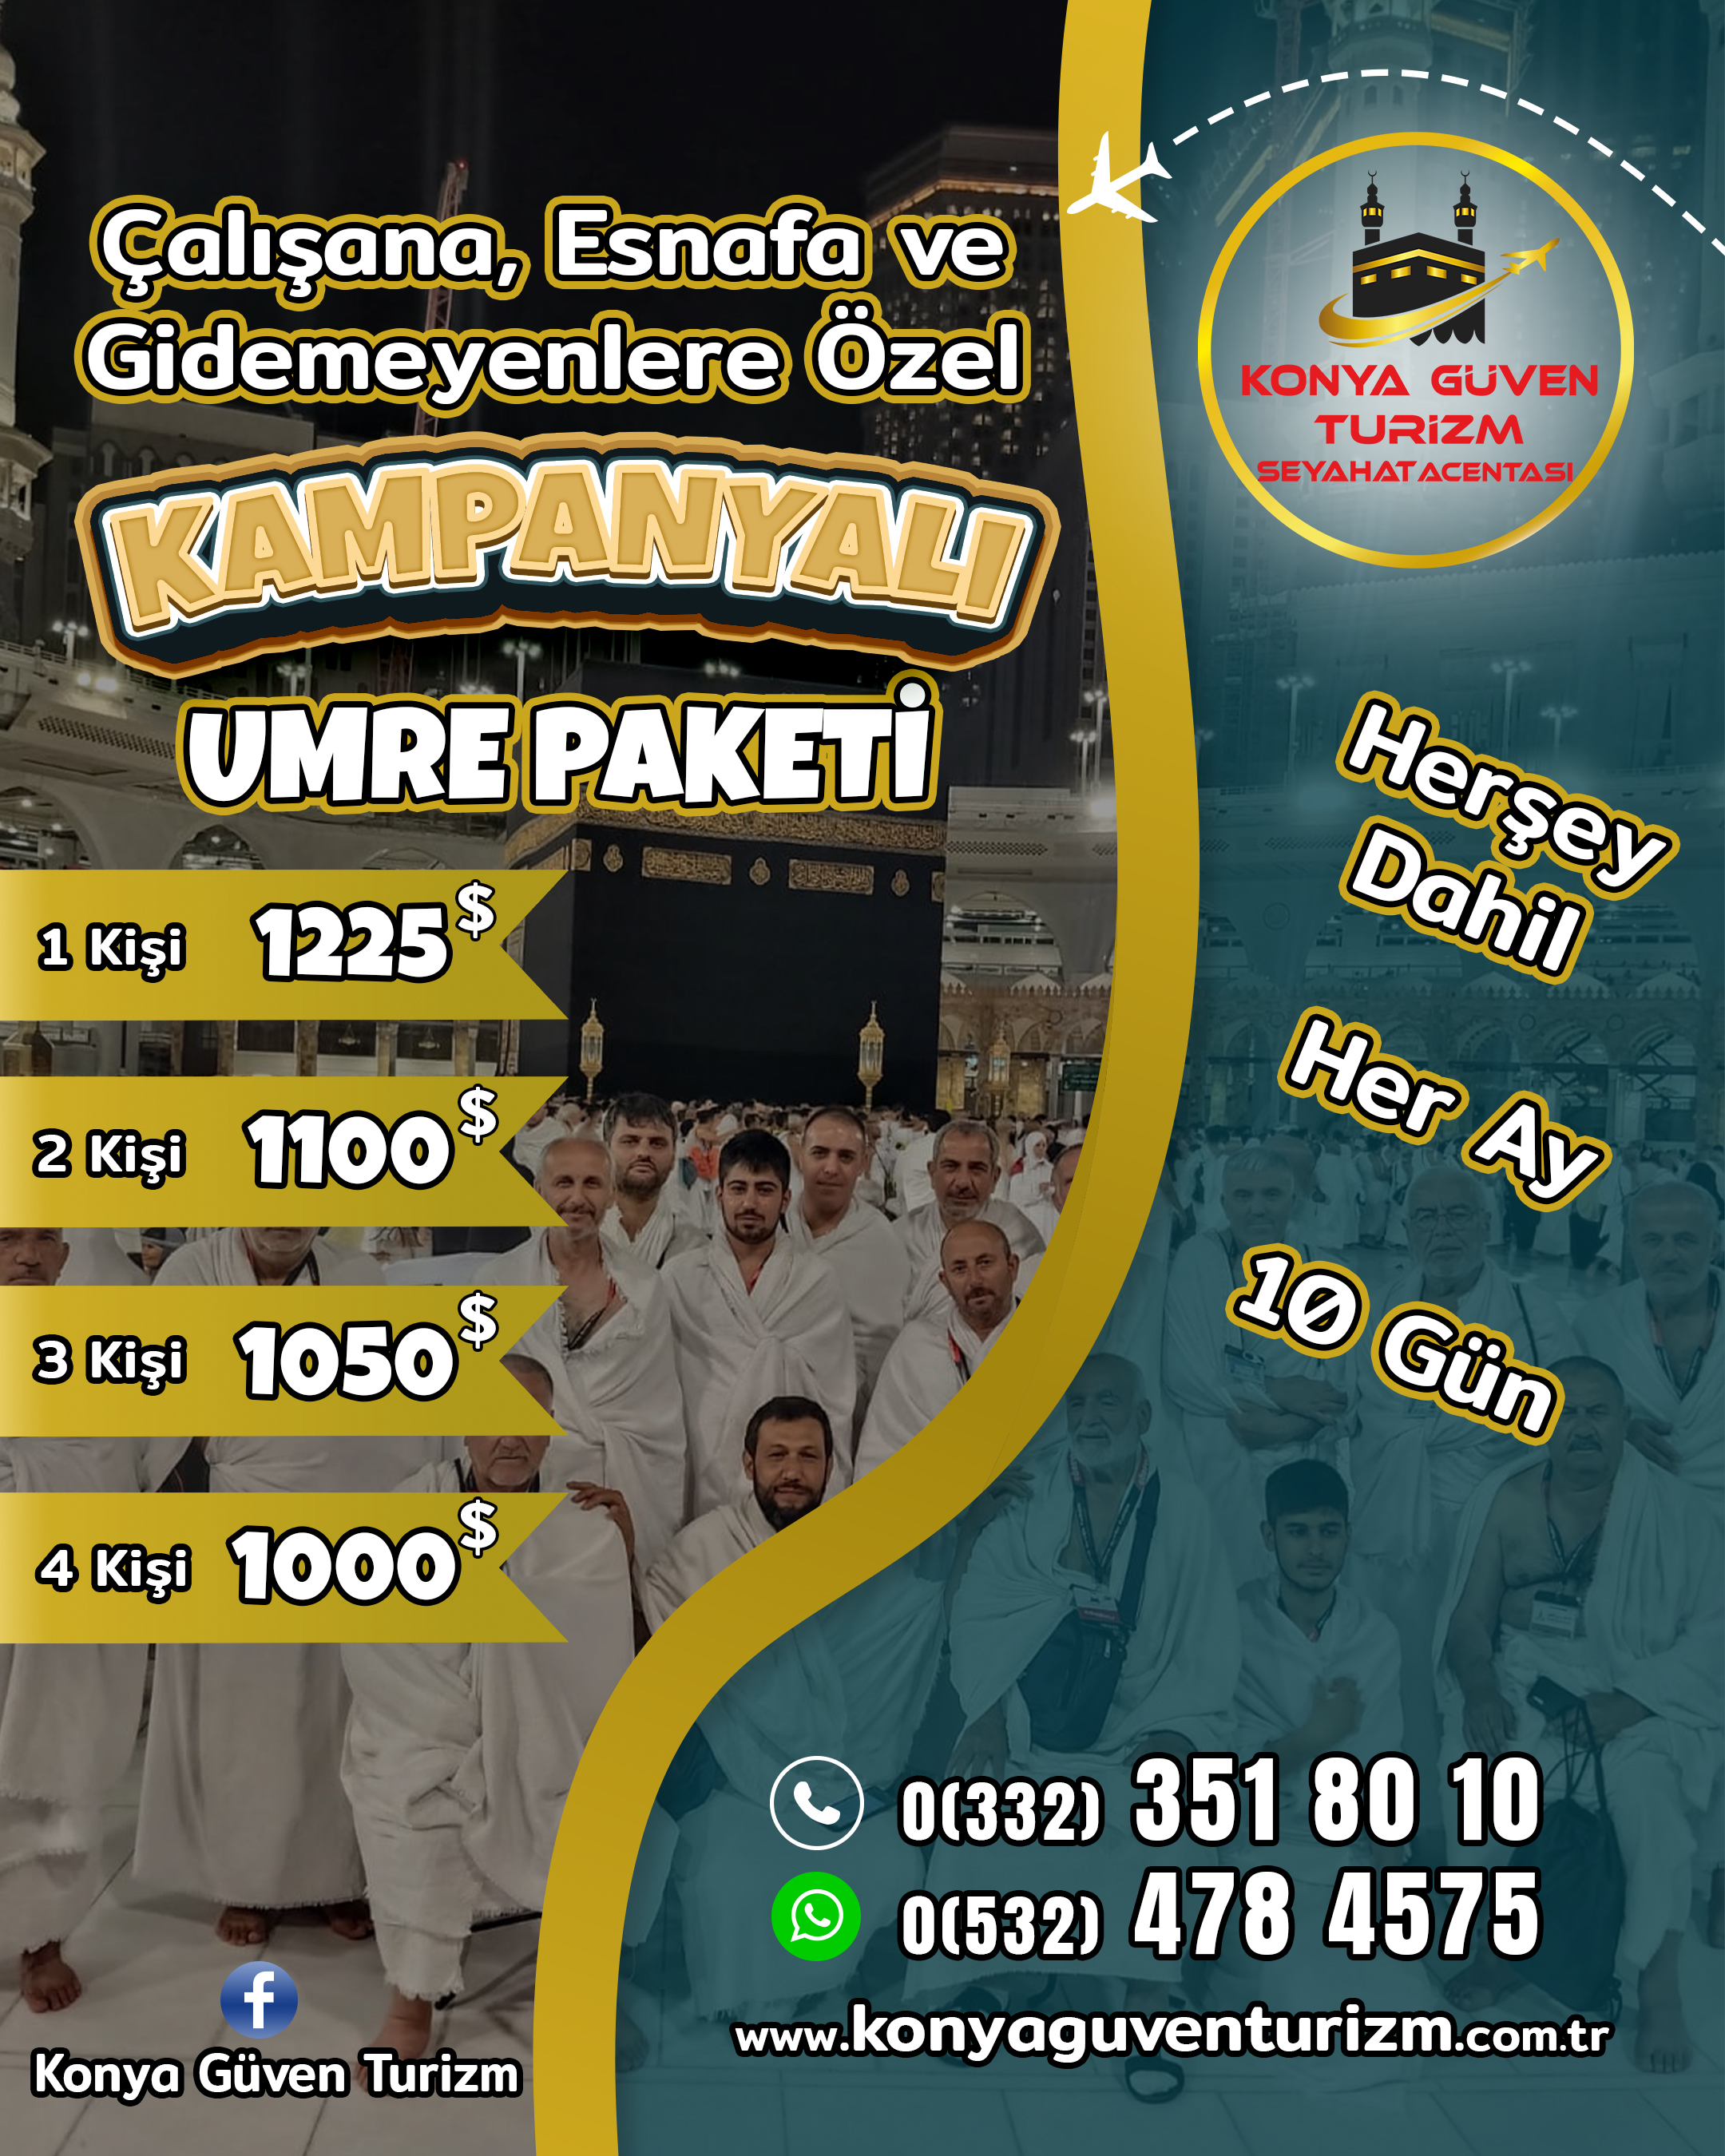 Çalışana, Esnafa ve
Gidemeyenlere Özel
KAMPANYALI
UMRE PAKETİ
1 Kişi 1225$
2 Kişi 1100$
3 Kişi 1050$
4 Kişi 1000$
KONYA GÜVEN
TURİZM
SEYAHAT ACENTASI
Herşey
Dahil
Her Ay
10 Gün
0(332) 351 80 10
0(532) 478 4575
www.konyaguventurizm.com.tr
f
Konya Güven Turizm